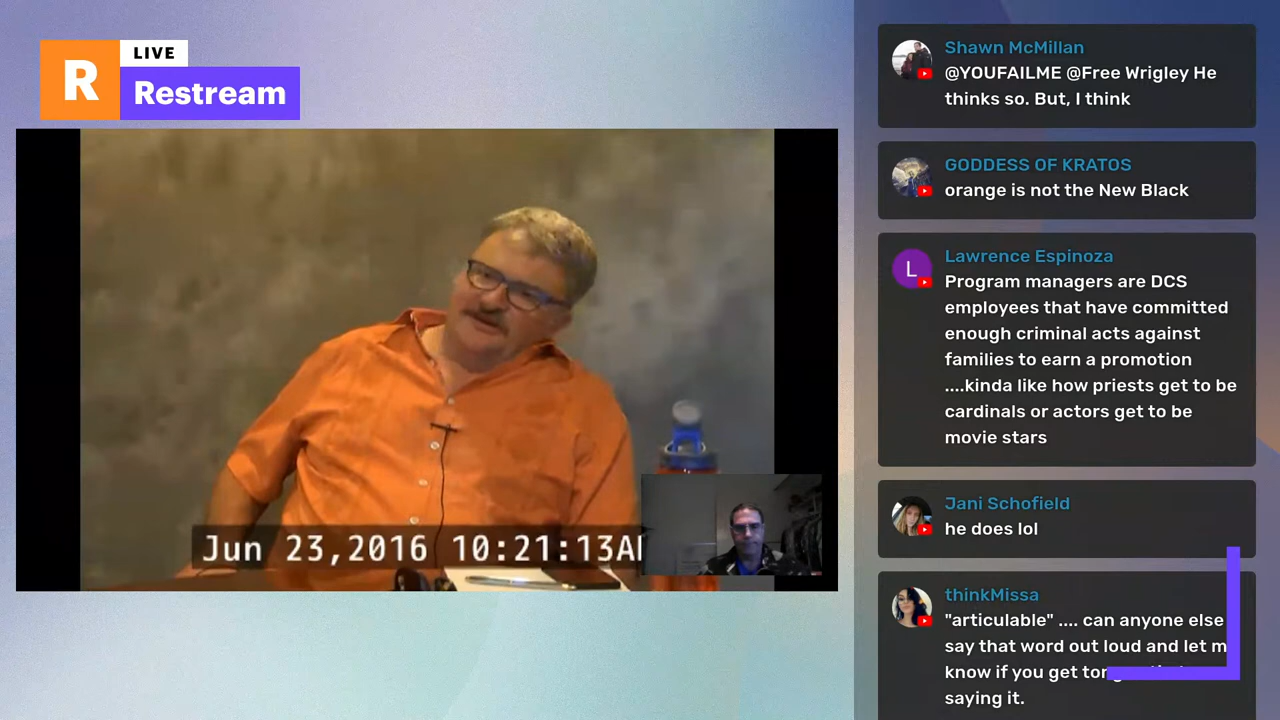 R
LIVE
Restream
Jun 23,2016 10:21:13A
Shawn McMillan
@YOUFAILME @Free Wrigley He
thinks so. But, I think
GODDESS OF KRATOS
orange is not the New Black
L
Lawrence Espinoza
Program managers are DCS
employees that have committed
enough criminal acts against
families to earn a promotion
....kinda like how priests get to be
cardinals or actors get to be
movie stars
Jani Schofield
he does lol
thinkMissa
"articulable" .... can anyone else
say that word out loud and let m
know if you get
saying it.